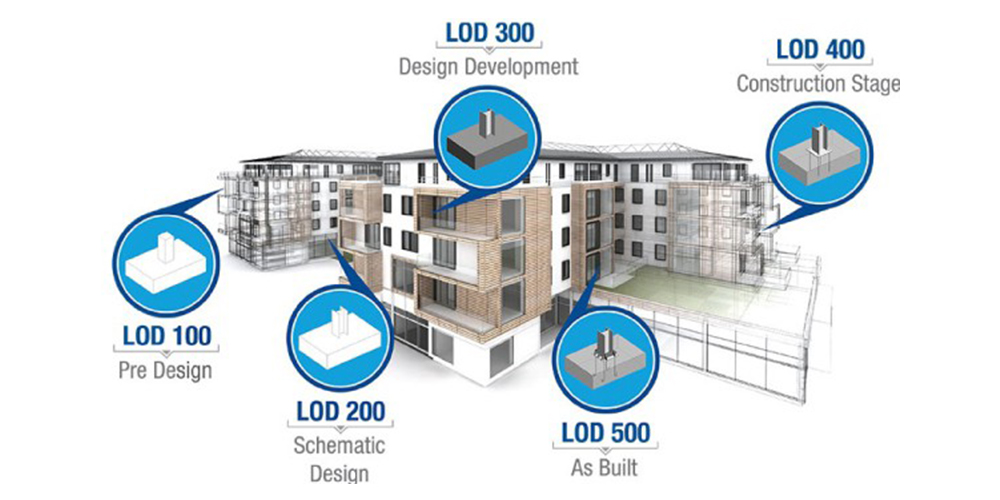 LOD 300
Design Development
LOD 400
Construction Stage
LOD 100
Pre Design
LOD 200
Schematic
Design
LOD 500
As Built